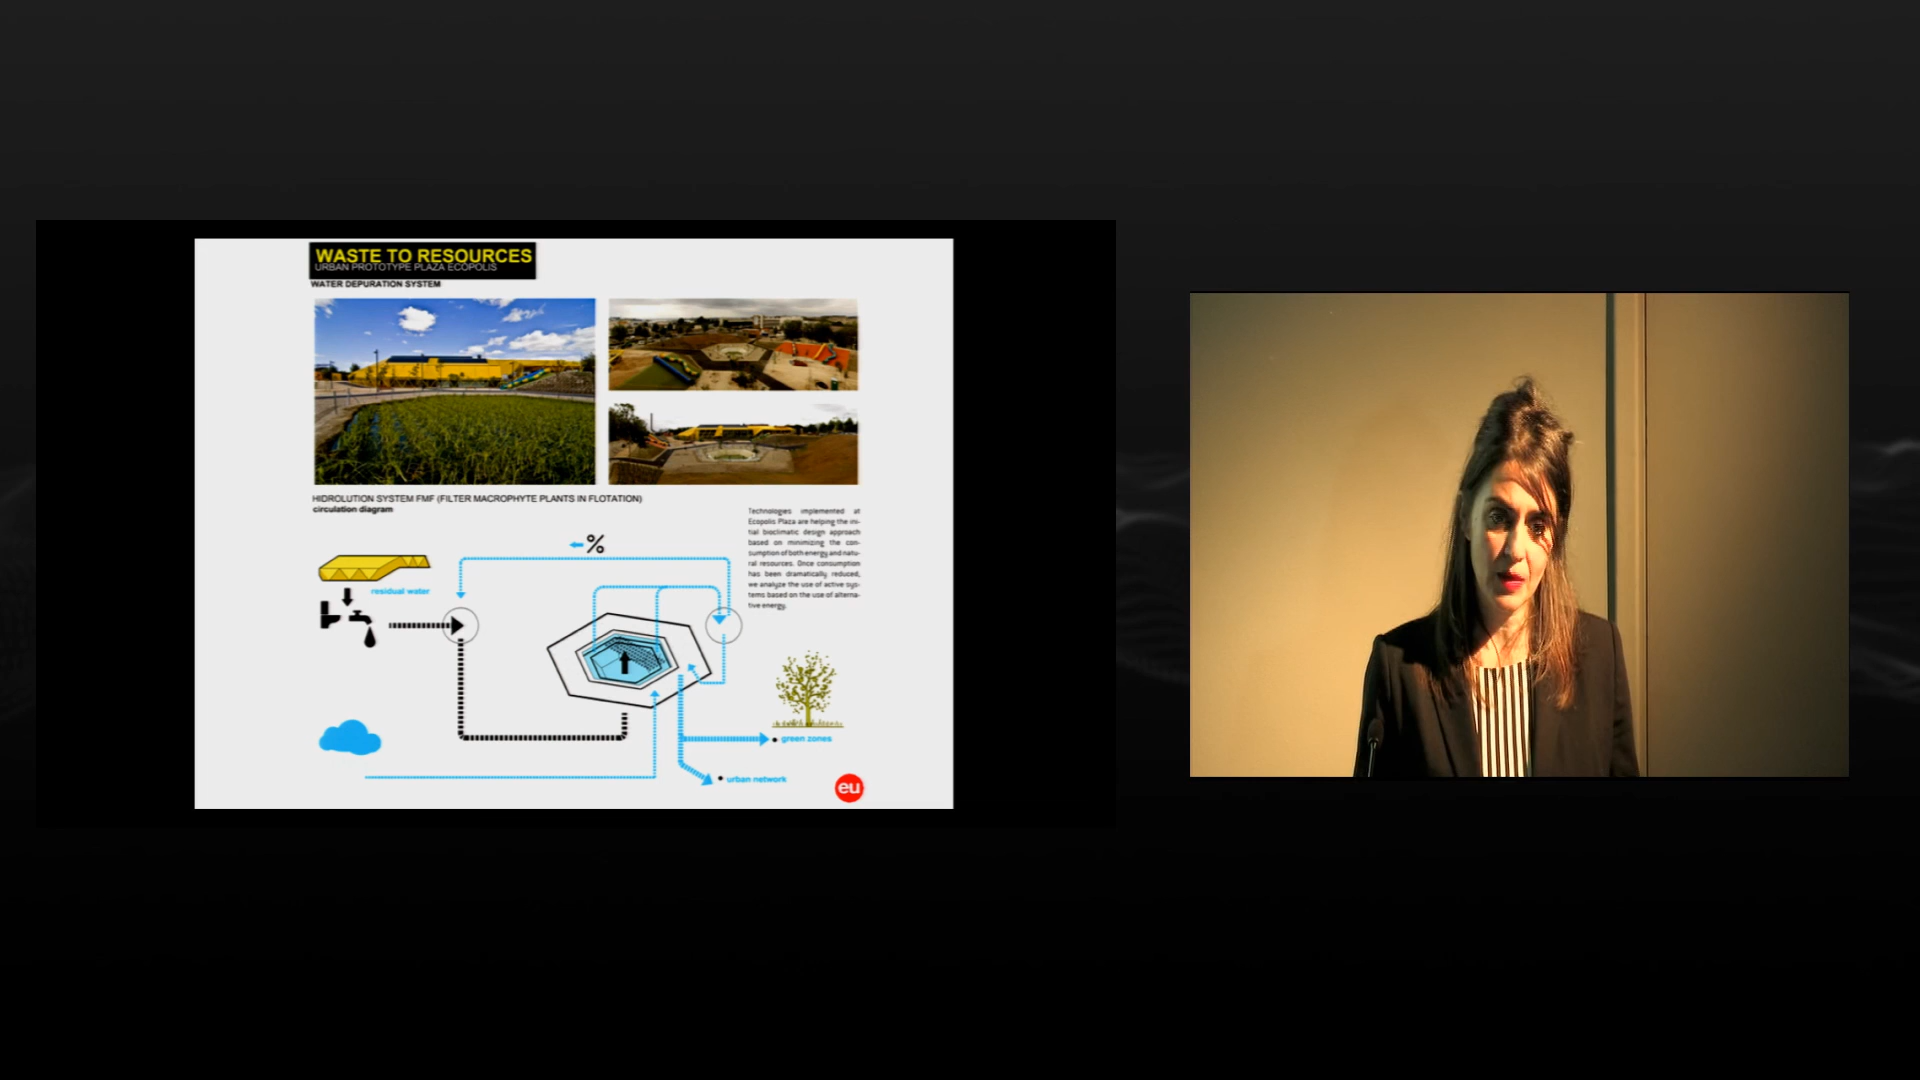 WASTE TO RESOURCES
URBAN PROTOTYPE PLAZA ECOPOLIS
WATER DEPURATION SYSTEM
HIDROLUTION SYSTEM FMF (FILTER MACROPHYTE PLANTS IN FLOTATION)
circulation diagram
Technologies implemented at
Ecopolis Plaza are helping the ini-
tial bioclimatic design approach
based on minimizing the con-
sumption of both energy and natu-
ral resources. Once consumption
has been dramatically reduced,
we analyze the use of active sys-
tems based on the use of alterna-
tive energy.
%
residual water
green zones
urban network
eu